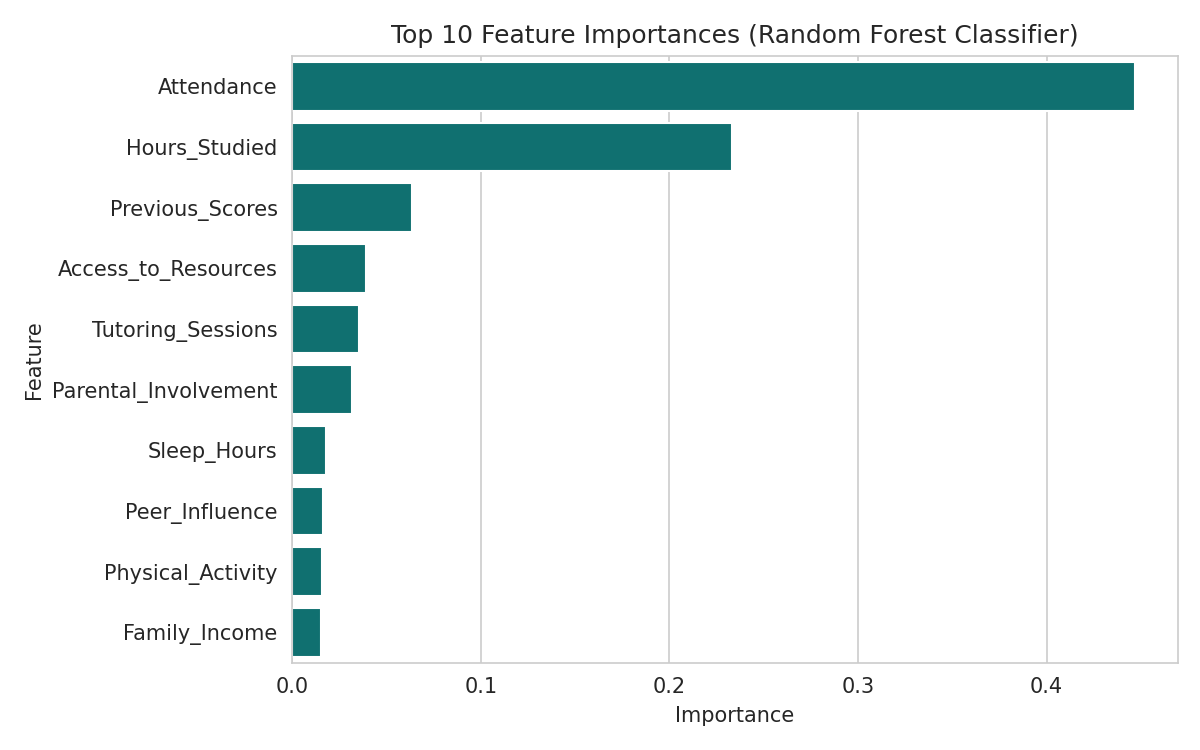 Top 10 Feature Importances (Random Forest Classifier)
Attendance
Hours_Studied
Previous_Scores
Access_to_Resources
Tutoring_Sessions
Parental_Involvement
Sleep_Hours
Peer_Influence
Physical_Activity
Family_Income
Feature
0.0 0.1 0.2 0.3 0.4
Importance